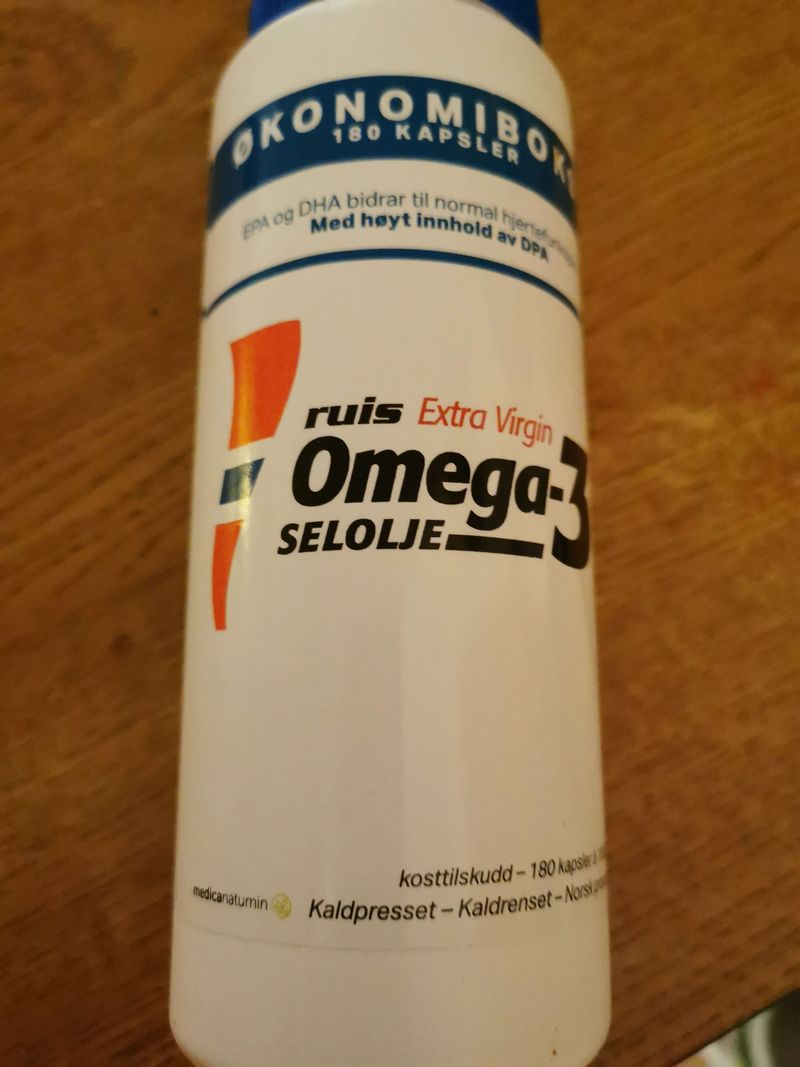 ØKONOMIBOK
180 KAPSLER
EPA og DHA bidrar til normal hjertefunksjon
Med høyt innhold av DPA
ruis Extra Virgin
Omega-3
SELOLJE
kosttilskudd – 180 kapsler à
medicanatumin
Kaldpresset – Kaldrenset – Norsk